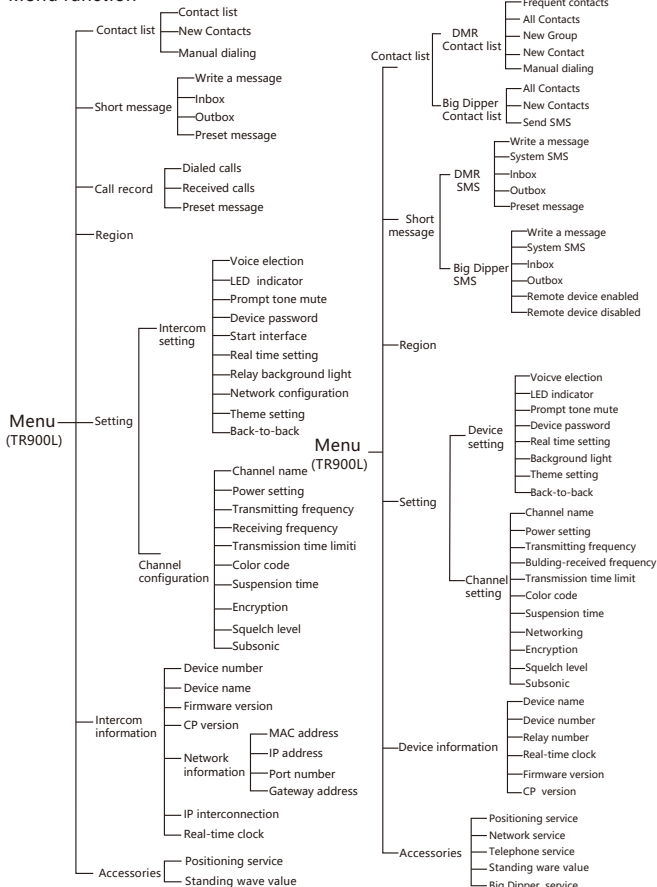 Menu function
Contact list
Contact list
New Contacts
Manual dialing
Short message
Write a message
Inbox
Outbox
Preset message
Call record
Dialed calls
Received calls
Preset message
Region
Menu
(TR900L)
Setting
Intercom
setting
Voice election
LED indicator
Prompt tone mute
Device password
Start interface
Real time setting
Relay background light
Network configuration
Theme setting
Back-to-back
Channel
configuration
Channel name
Power setting
Transmitting frequency
Receiving frequency
Transmission time limiti
Color code
Suspension time
Encryption
Squelch level
Subsonic
Intercom
information
Device number
Device name
Firmware version
CP version
Network
information
MAC address
IP address
Port number
Gateway address
IP interconnection
Real-time clock
Accessories
Positioning service
Standing wave value
Menu
(TR900L)
Contact list
DMR
Contact list
Frequent contacts
All Contacts
New Group
New Contact
Manual dialing
Big Dipper
Contact list
All Contacts
New Contacts
Send SMS
Short
message
DMR
SMS
Write a message
System SMS
Inbox
Outbox
Preset message
Big Dipper
SMS
Write a message
System SMS
Inbox
Outbox
Remote device enabled
Remote device disabled
Region
Setting
Device
setting
Voicve election
LED indicator
Prompt tone mute
Device password
Real time setting
Background light
Theme setting
Back-to-back
Channel
setting
Channel name
Power setting
Transmitting frequency
Bulding-received frequency
Transmission time limit
Color code
Suspension time
Networking
Encryption
Squelch level
Subsonic
Device information
Device name
Device number
Relay number
Real-time clock
Firmware version
CP version
Accessories
Positioning service
Network service
Telephone service
Standing ware value
Big Dipper service